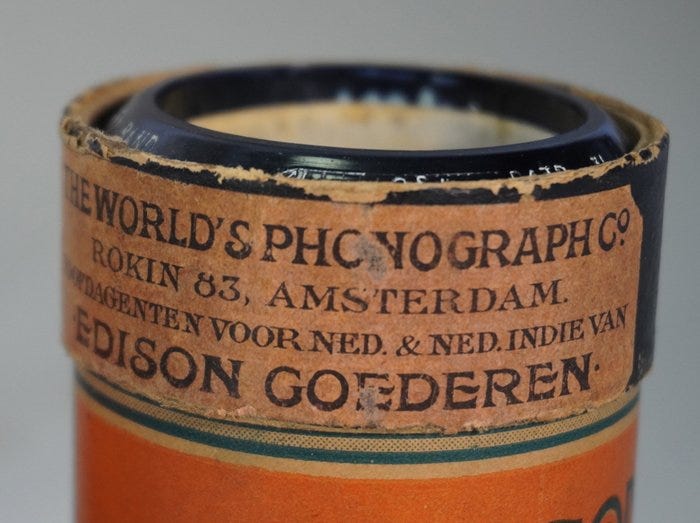 THE WORLD'S PHONOGRAPH Co.
ROKIN 83, AMSTERDAM.
HOOFDAGENTEN VOOR NED. & NED. INDIE VAN
EDISON GOEDEREN.